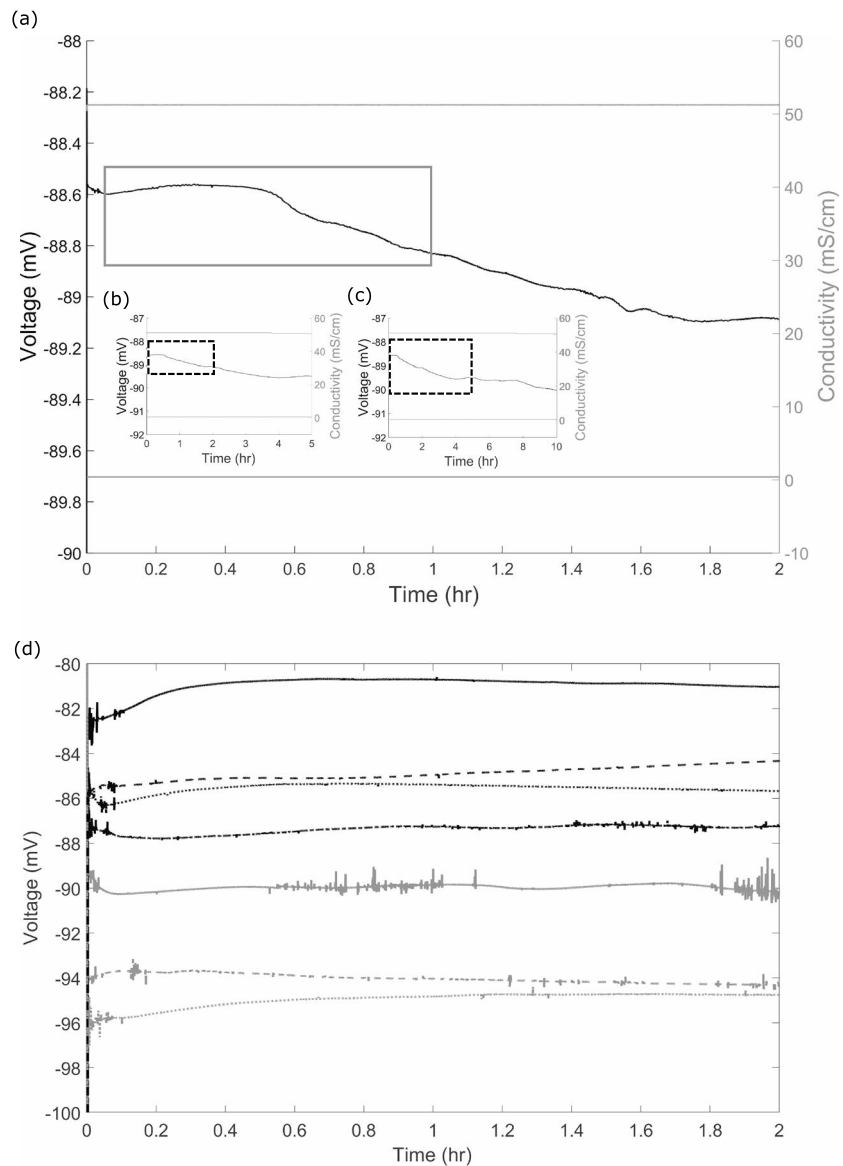 (a)
-88
-88.2
-88.4
-88.6
-88.8
-89
-89.2
-89.4
-89.6
-89.8
-90
Voltage (mV)
60
50
40
30
20
10
0
-10
Conductivity (mS/cm)
0 0.2 0.4 0.6 0.8 1 1.2 1.4 1.6 1.8 2
Time (hr)
(b)
-87
-88
-89
-90
-91
-92
Voltage (mV)
60
40
20
0
Conductivity (mS/cm)
0 1 2 3 4 5
Time (hr)
(c)
-87
-88
-89
-90
-91
-92
Voltage (mV)
60
40
20
0
Conductivity (mS/cm)
0 2 4 6 8 10
Time (hr)
(d)
-80
-82
-84
-86
-88
-90
-92
-94
-96
-98
-100
Voltage (mV)
0 0.2 0.4 0.6 0.8 1 1.2 1.4 1.6 1.8 2
Time (hr)